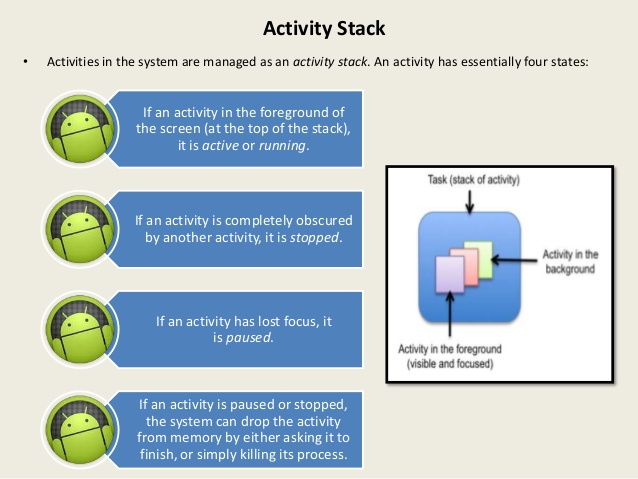 Activity Stack
• Activities in the system are managed as an activity stack. An activity has essentially four states:
If an activity in the foreground of
the screen (at the top of the stack),
it is active or running.
If an activity is completely obscured
by another activity, it is stopped.
If an activity has lost focus, it
is paused.
If an activity is paused or stopped,
the system can drop the activity
from memory by either asking it to
finish, or simply killing its process.
Task (stack of activity)
Activity in the
background
Activity in the foreground
(visible and focused)